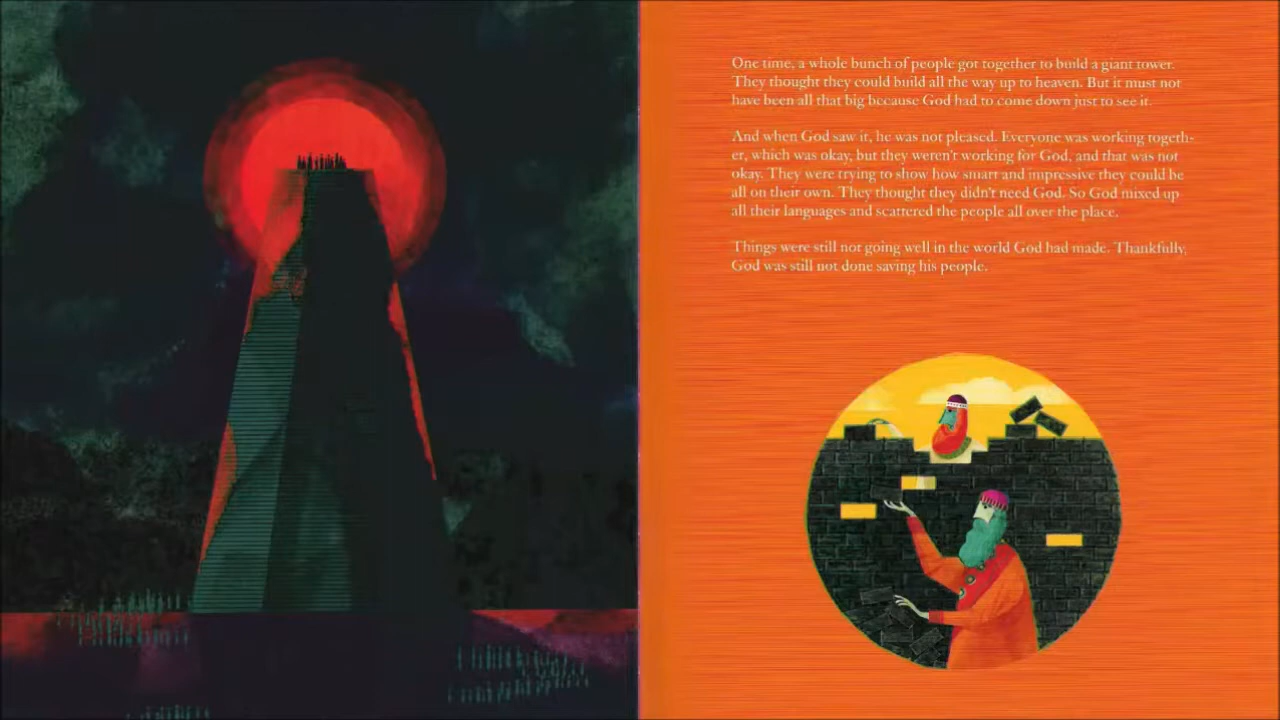 One time, a whole bunch of people got together to build a giant tower.
They thought they could build all the way up to heaven. But it must not
have been all that big because God had to come down just to see it.
And when God saw it, he was not pleased. Everyone was working togeth-
er, which was okay, but they weren't working for God, and that was not
okay. They were trying to show how smart and impressive they could be
all on their own. They thought they didn't need God. So God mixed up
all their languages and scattered the people all over the place.
Things were still not going well in the world God had made. Thankfully,
God was still not done saving his people.